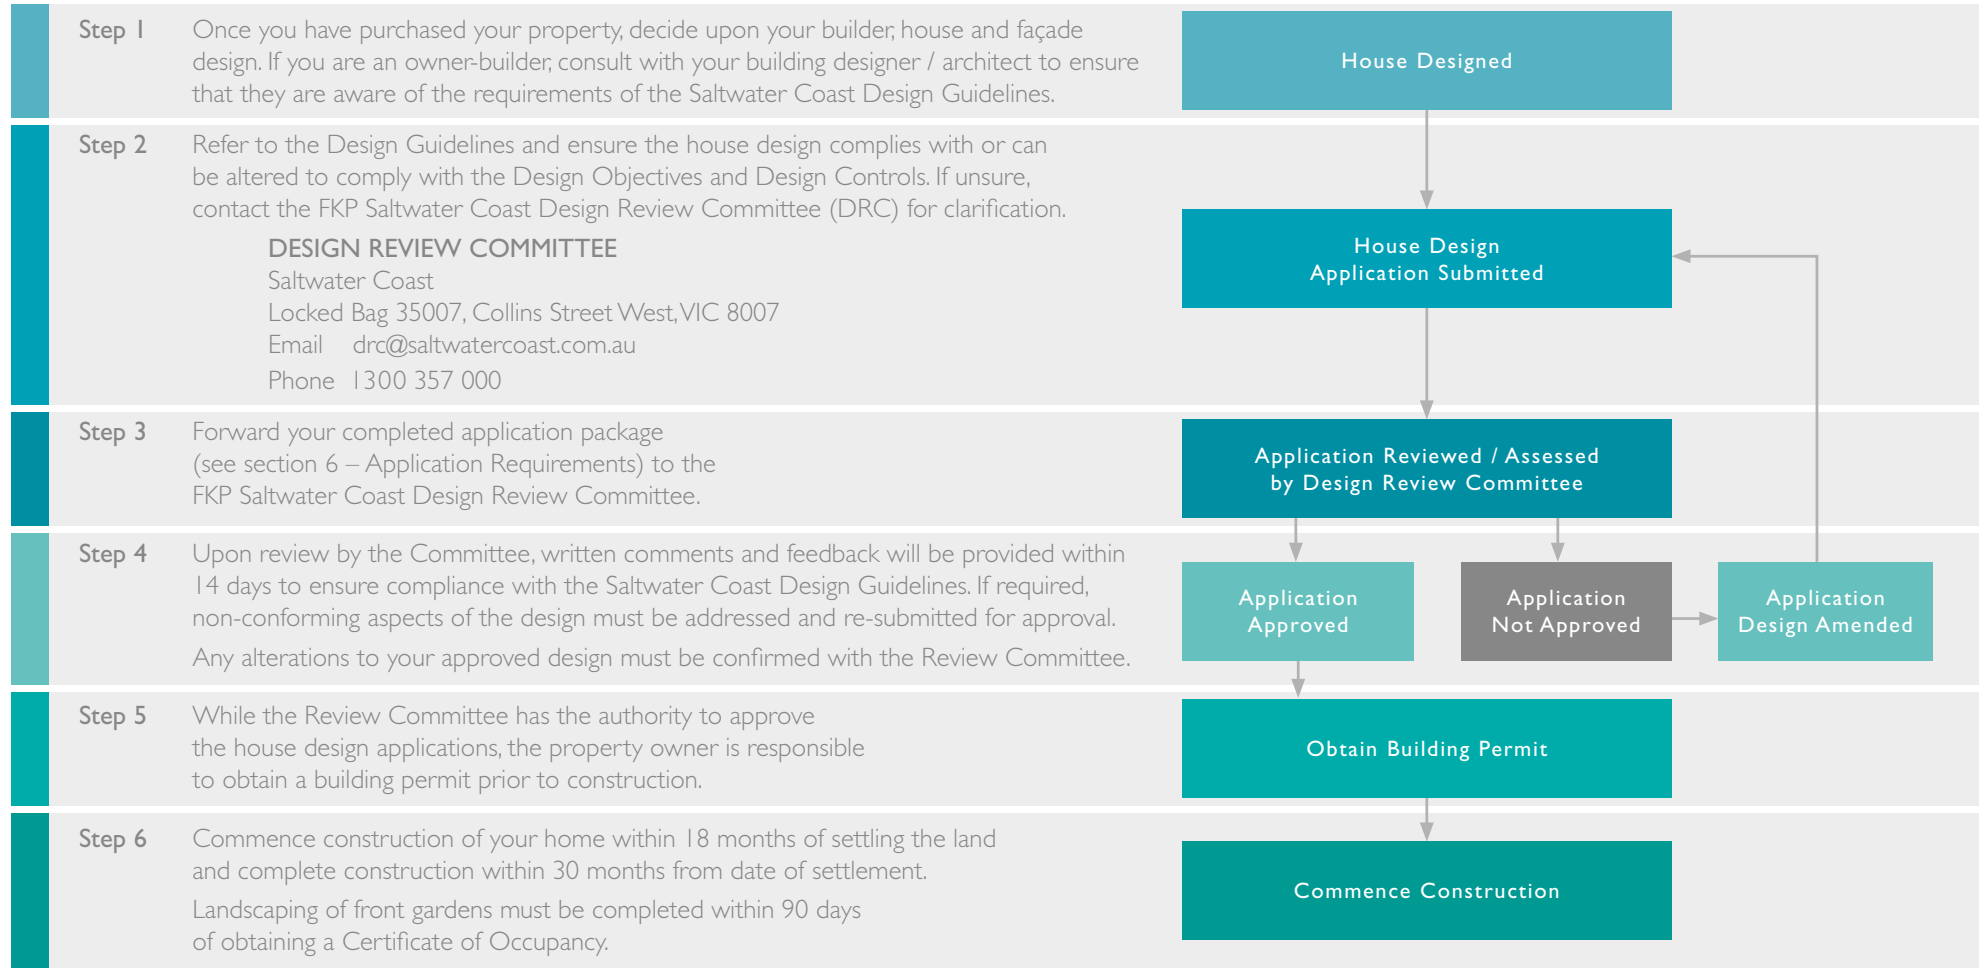 Step 1 Once you have purchased your property, decide upon your builder, house and façade
design. If you are an owner-builder, consult with your building designer / architect to ensure
that they are aware of the requirements of the Saltwater Coast Design Guidelines.
House Designed
Step 2 Refer to the Design Guidelines and ensure the house design complies with or can
be altered to comply with the Design Objectives and Design Controls. If unsure,
contact the FKP Saltwater Coast Design Review Committee (DRC) for clarification.
DESIGN REVIEW COMMITTEE
Saltwater Coast
Locked Bag 35007, Collins Street West, VIC 8007
Email drc@saltwatercoast.com.au
Phone 1300 357 000
House Design
Application Submitted
Step 3 Forward your completed application package
(see section 6 – Application Requirements) to the
FKP Saltwater Coast Design Review Committee.
Application Reviewed / Assessed
by Design Review Committee
Step 4 Upon review by the Committee, written comments and feedback will be provided within
14 days to ensure compliance with the Saltwater Coast Design Guidelines. If required,
non-conforming aspects of the design must be addressed and re-submitted for approval.
Any alterations to your approved design must be confirmed with the Review Committee.
Application
Approved
Application
Not Approved
Application
Design Amended
Step 5 While the Review Committee has the authority to approve
the house design applications, the property owner is responsible
to obtain a building permit prior to construction.
Obtain Building Permit
Step 6 Commence construction of your home within 18 months of settling the land
and complete construction within 30 months from date of settlement.
Landscaping of front gardens must be completed within 90 days
of obtaining a Certificate of Occupancy.
Commence Construction